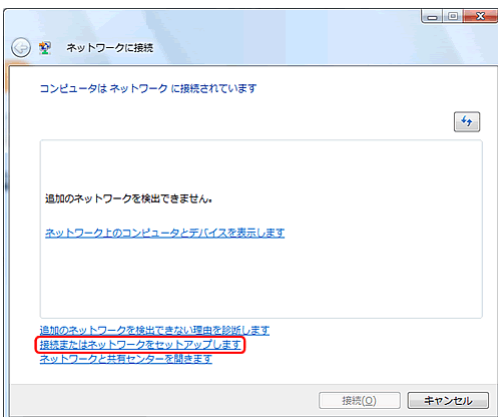 ネットワークに接続
コンピュータは ネットワーク に接続されています
追加のネットワークを検出できません。
ネットワーク上のコンピュータとデバイスを表示します
追加のネットワークを検出できない理由を診断します
接続またはネットワークをセットアップします
ネットワークと共有センターを開きます
接続(O) キャンセル